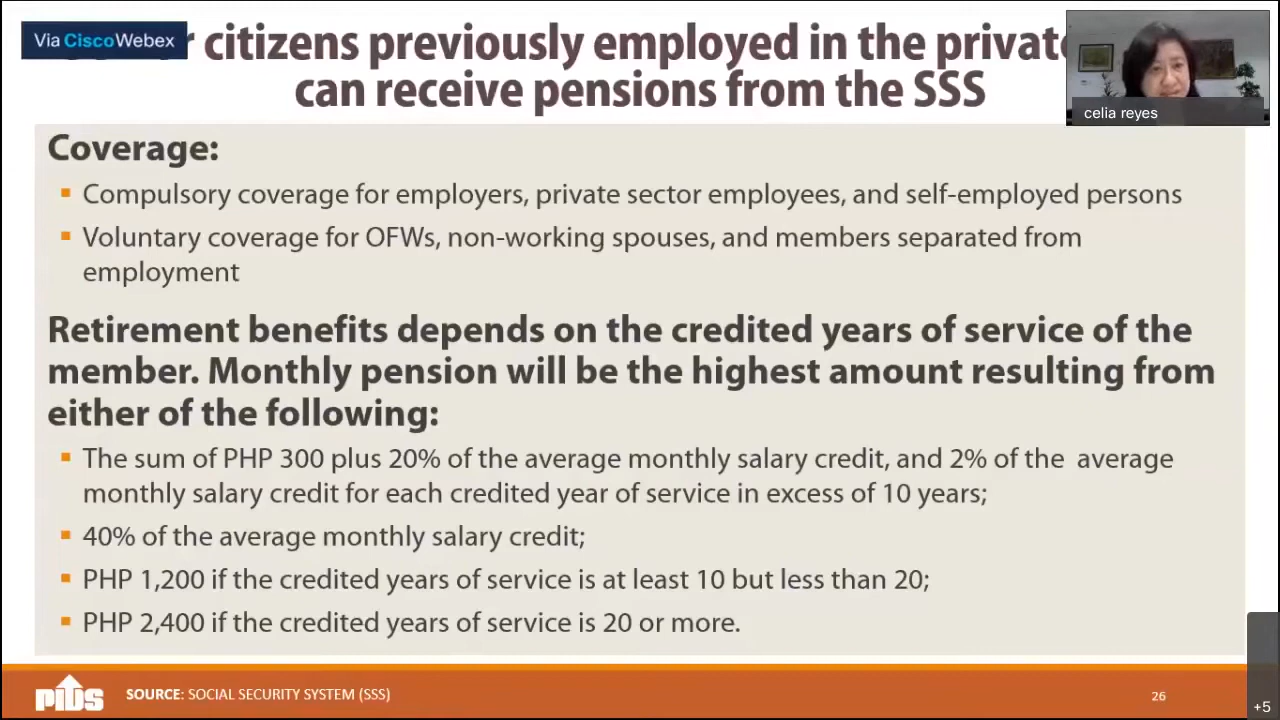 Via CiscoWebex
citizens previously employed in the private
can receive pensions from the SSS
celia reyes
Coverage:
▪ Compulsory coverage for employers, private sector employees, and self-employed persons
▪ Voluntary coverage for OFWs, non-working spouses, and members separated from
employment
Retirement benefits depends on the credited years of service of the
member. Monthly pension will be the highest amount resulting from
either of the following:
▪ The sum of PHP 300 plus 20% of the average monthly salary credit, and 2% of the average
monthly salary credit for each credited year of service in excess of 10 years;
▪ 40% of the average monthly salary credit;
▪ PHP 1,200 if the credited years of service is at least 10 but less than 20;
▪ PHP 2,400 if the credited years of service is 20 or more.
pids
SOURCE: SOCIAL SECURITY SYSTEM (SSS)
26
+5